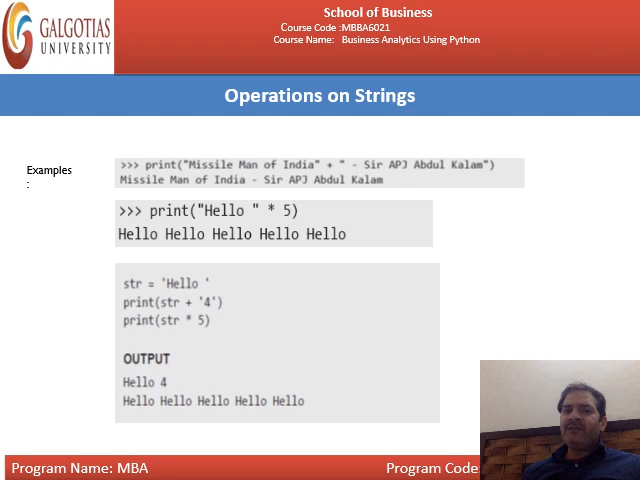 GALGOTIAS
UNIVERSITY
School of Business
Course Code :MBBA6021
Course Name: Business Analytics Using Python
Operations on Strings
Examples
:
>>> print("Missile Man of India" + " - Sir APJ Abdul Kalam")
Missile Man of India - Sir APJ Abdul Kalam
>>> print("Hello " * 5)
Hello Hello Hello Hello Hello
str = 'Hello '
print(str + '4')
print(str * 5)
OUTPUT
Hello 4
Hello Hello Hello Hello Hello
Program Name: MBA
Program Code